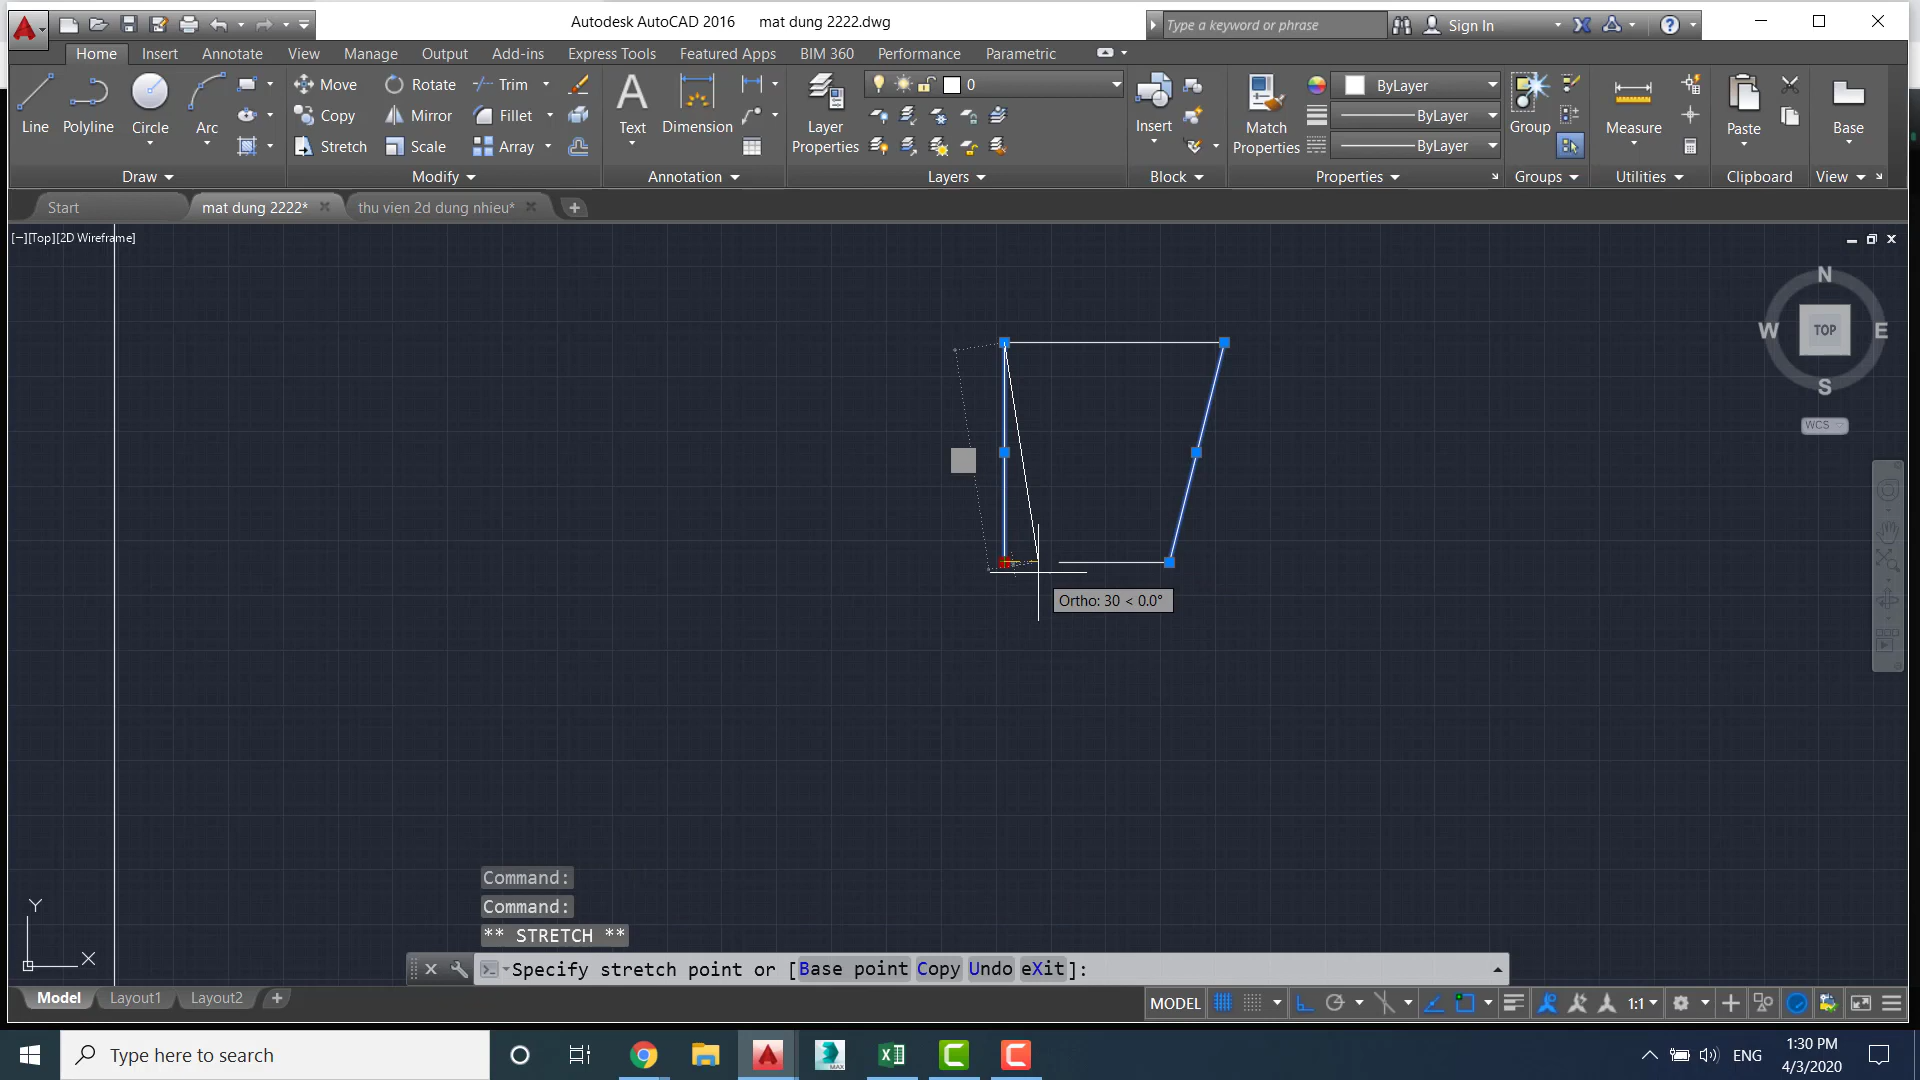 Autodesk AutoCAD 2016 mat dung 2222.dwg
Type a keyword or phrase
Sign In
Home Insert Annotate View Manage Output Add-ins Express Tools Featured Apps BIM 360 Performance Parametric
Line
Polyline
Circle
Arc
Move
Copy
Stretch
Rotate
Mirror
Scale
Trim
Fillet
Array
Text
Dimension
Layer
Properties
0
Insert
Match
Properties
ByLayer
ByLayer
ByLayer
Group
Measure
Paste
Base
Draw
Modify
Annotation
Layers
Block
Properties
Groups
Utilities
Clipboard
View
Start
mat dung 2222*
thu vien 2d dung nhieu*
[−][Top][2D Wireframe]
N
W
TOP
E
S
WCS
Ortho: 30 < 0.0°
Y
X
Command:
Command:
** STRETCH **
Specify stretch point or [Base point Copy Undo eXit]:
Model Layout1 Layout2
MODEL
1:1
Type here to search
MAX
ENG
1:30 PM
4/3/2020